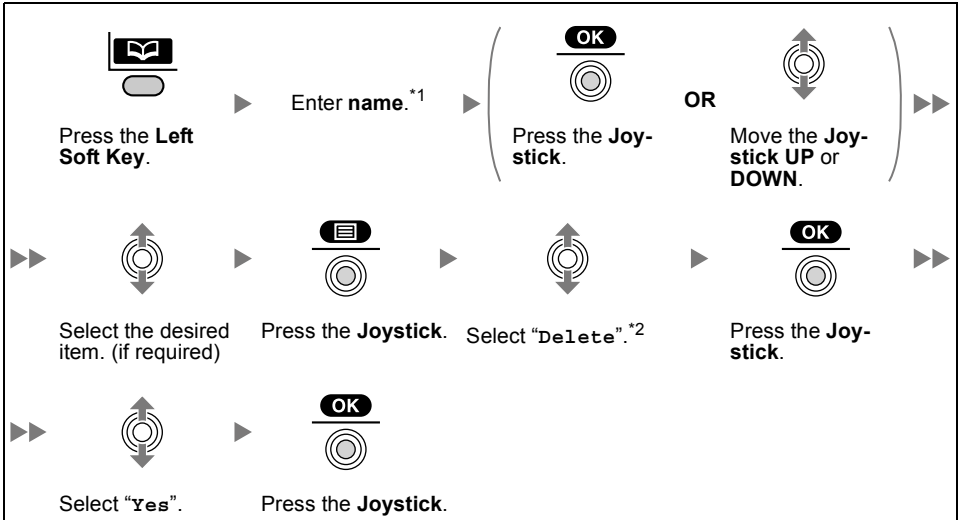 OK
OK
Enter name.*1
OR
Press the Left
Soft Key.
Press the Joy-
stick.
Move the Joy-
stick UP or
DOWN.
OK
Select the desired
item. (if required)
Press the Joystick.
Select “Delete”.*2
Press the Joy-
stick.
OK
Select “Yes”.
Press the Joystick.